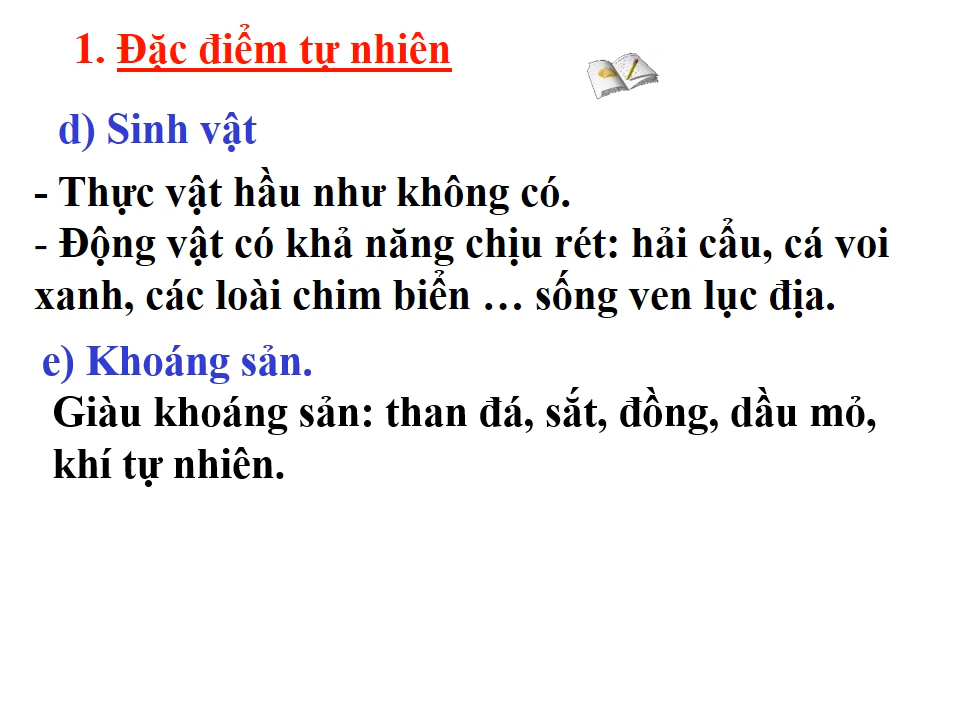 1. Đặc điểm tự nhiên
d) Sinh vật
- Thực vật hầu như không có.
- Động vật có khả năng chịu rét: hải cẩu, cá voi
xanh, các loài chim biển … sống ven lục địa.
e) Khoáng sản.
Giàu khoáng sản: than đá, sắt, đồng, dầu mỏ,
khí tự nhiên.